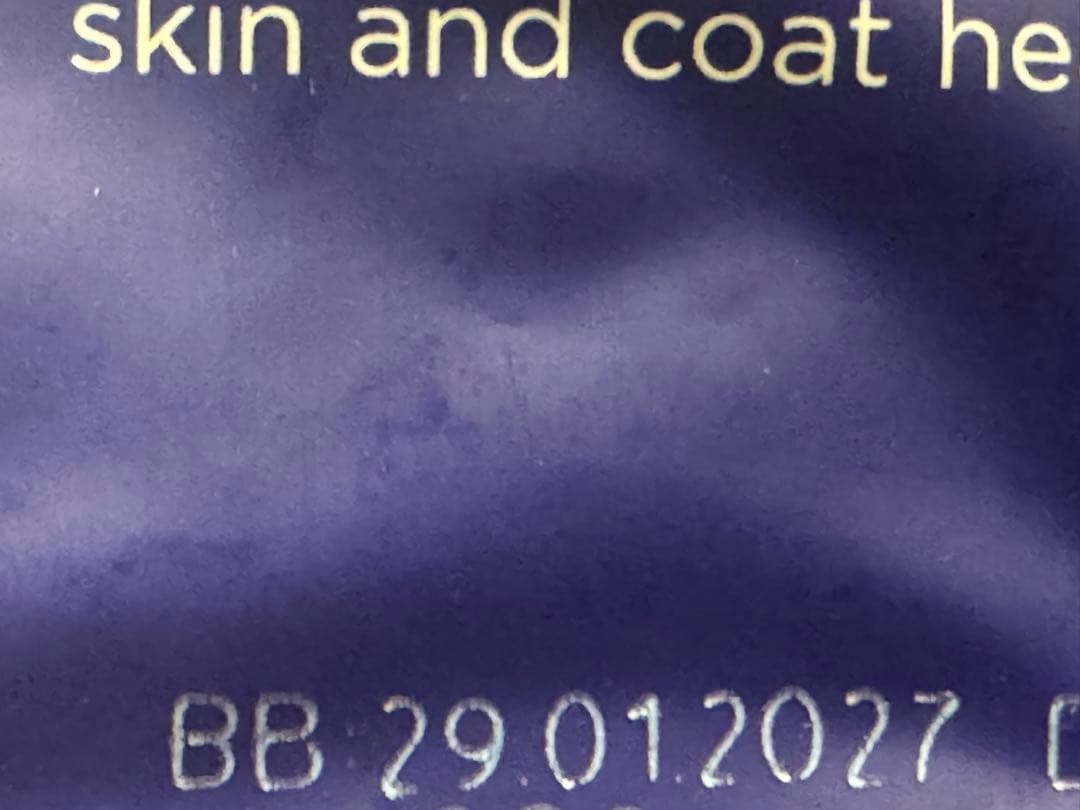 skin and coat he
BB 29.01.2027